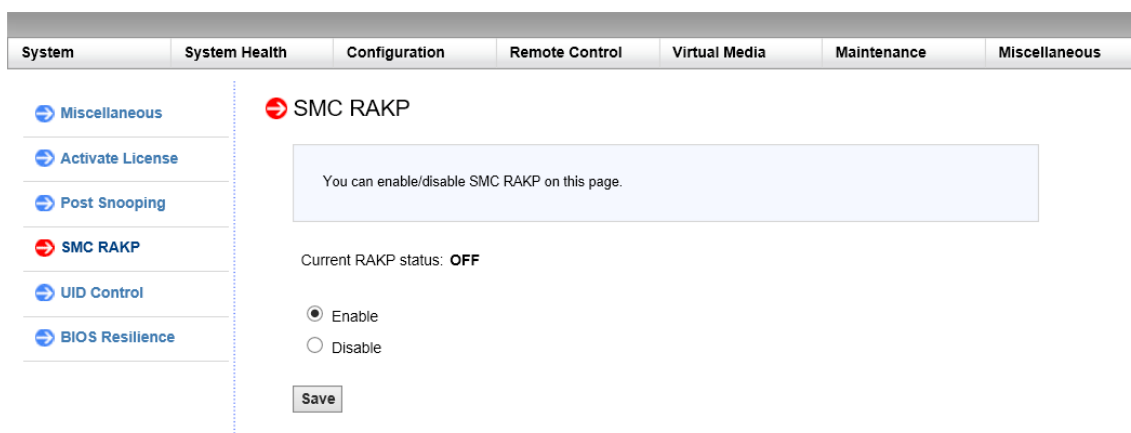 System System Health Configuration Remote Control Virtual Media Maintenance Miscellaneous
Miscellaneous
Activate License
Post Snooping
SMC RAKP
UID Control
BIOS Resilience
SMC RAKP
You can enable/disable SMC RAKP on this page.
Current RAKP status: OFF
Enable
Disable
Save